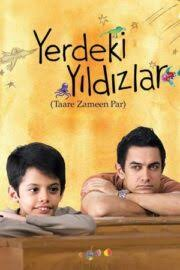 Yerdeki
Yıldızlar
(Taare Zameen Par)